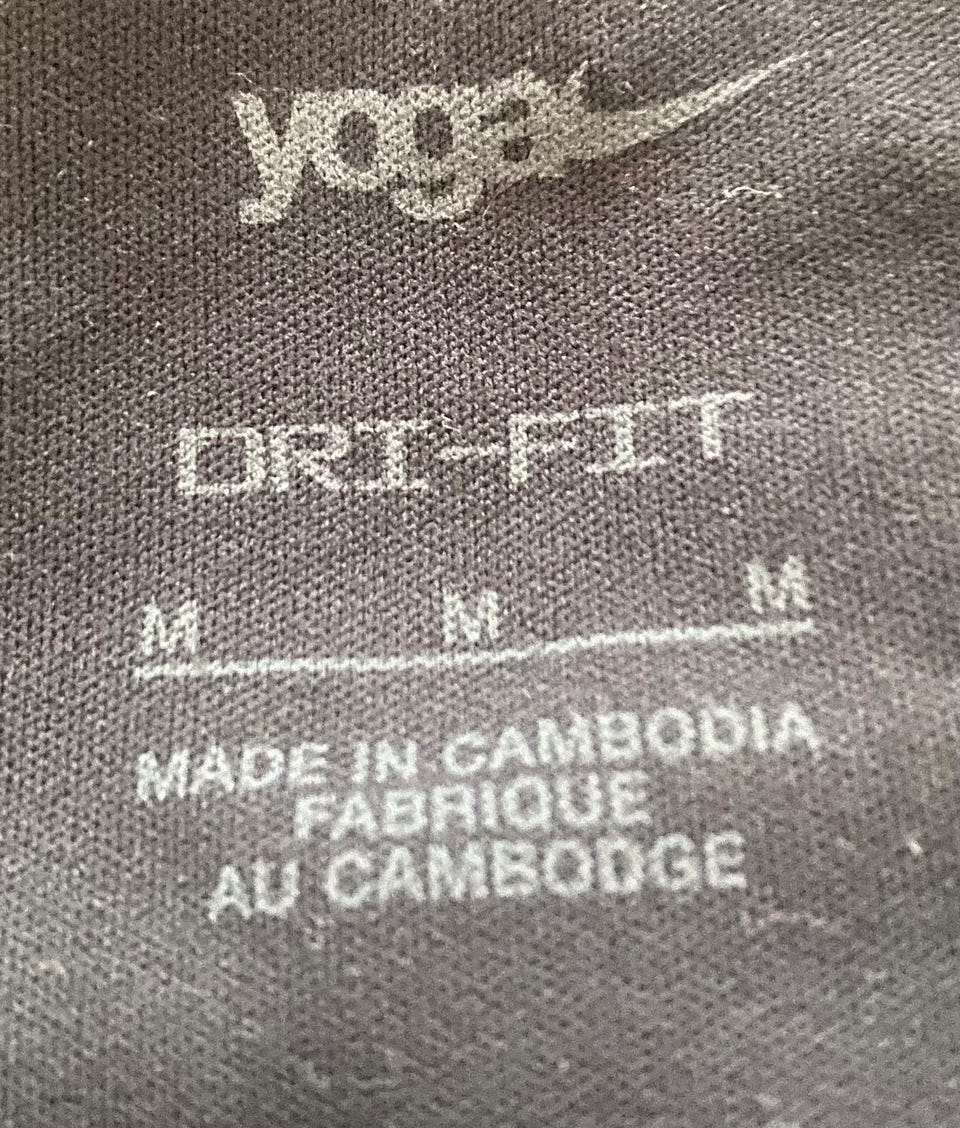 yoga
DRI-FIT
M M M
MADE IN CAMBODIA
FABRIQUE
AU CAMBODGE